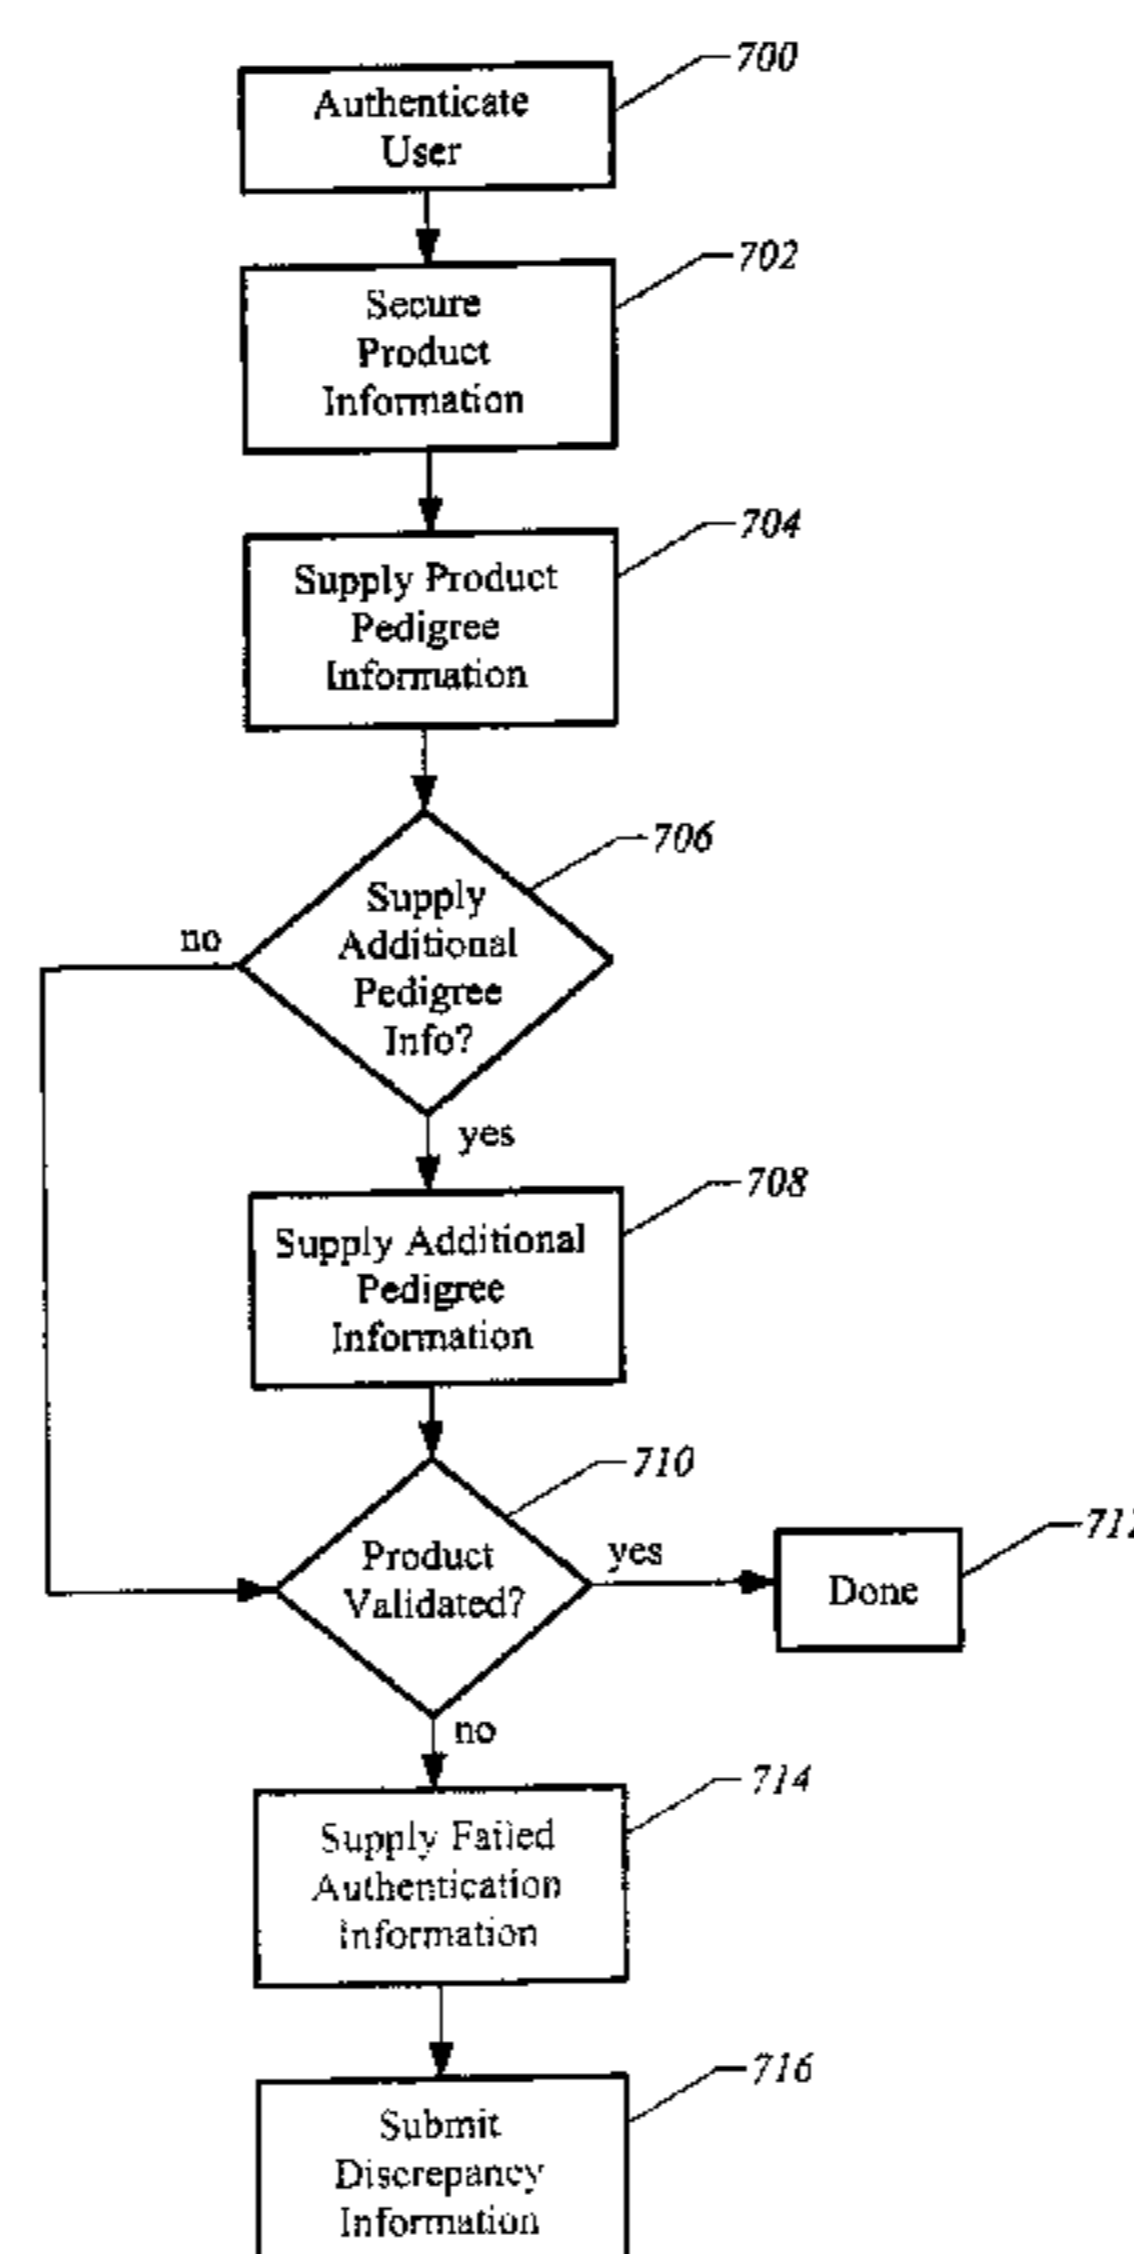 700
Authenticate
User
702
Secure
Product
Information
704
Supply Product
Pedigree
Information
706
Supply
Additional
Pedigree
Info?
no
yes
708
Supply Additional
Pedigree
Information
710
Product
Validated?
yes
712
Done
no
714
Supply Failed
Authentication
Information
716
Submit
Discrepancy
Information